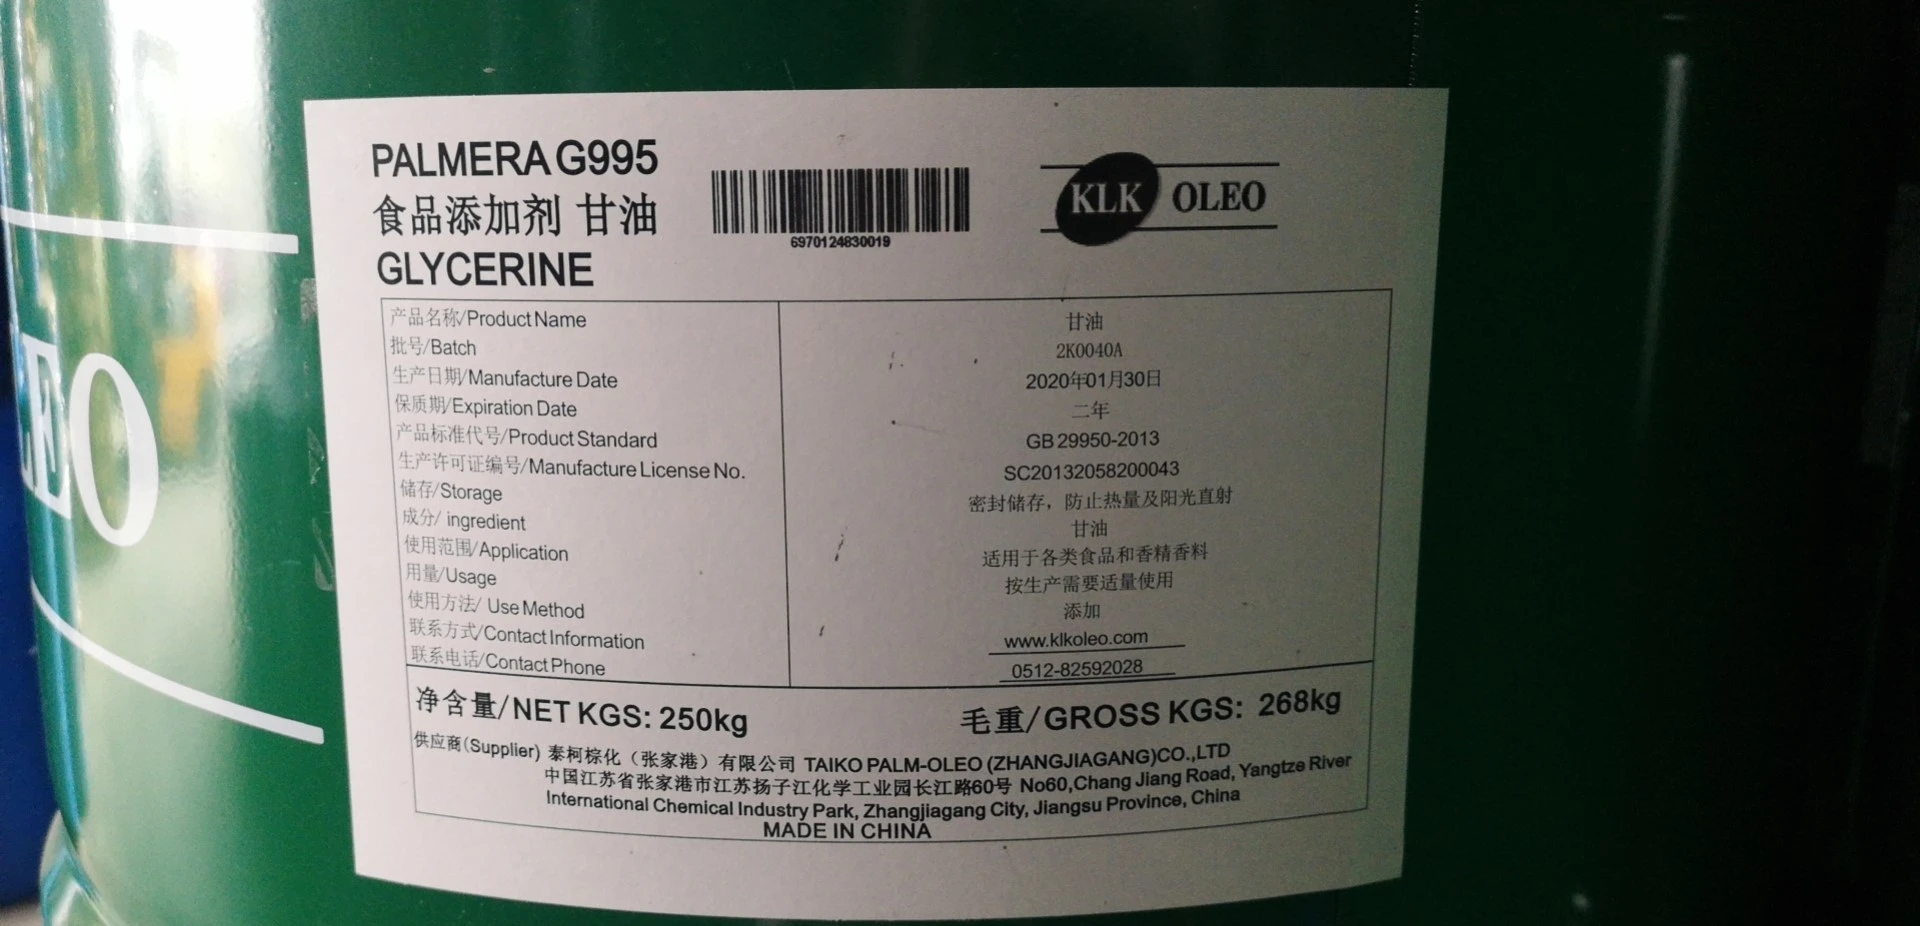 PALMERA G995
食品添加剂 甘油
GLYCERINE
6970124830019
KLK OLEO
产品名称/Product Name 甘油
批号/Batch 2K0040A
生产日期/Manufacture Date 2020年01月30日
保质期/Expiration Date 二年
产品标准代号/Product Standard GB 29950-2013
生产许可证编号/Manufacture License No. SC20132058200043
储存/Storage 密封储存，防止热量及阳光直射
成分/ ingredient 甘油
使用范围/Application 适用于各类食品和香精香料
用量/Usage 按生产需要适量使用
使用方法/ Use Method 添加
联系方式/Contact Information www.klkoleo.com
联系电话/Contact Phone 0512-82592028
净含量/NET KGS: 250kg 毛重/GROSS KGS: 268kg
供应商(Supplier) 泰柯棕化（张家港）有限公司 TAIKO PALM-OLEO (ZHANGJIAGANG)CO.,LTD
中国江苏省张家港市江苏扬子江化学工业园长江路60号 No60,Chang Jiang Road, Yangtze River
International Chemical Industry Park, Zhangjiagang City, Jiangsu Province, China
MADE IN CHINA
LEO